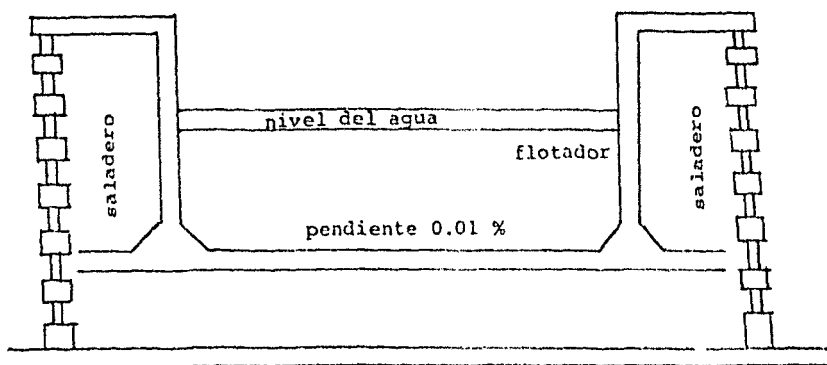 saladero
nivel del agua
flotador
saladero
pendiente 0.01 %